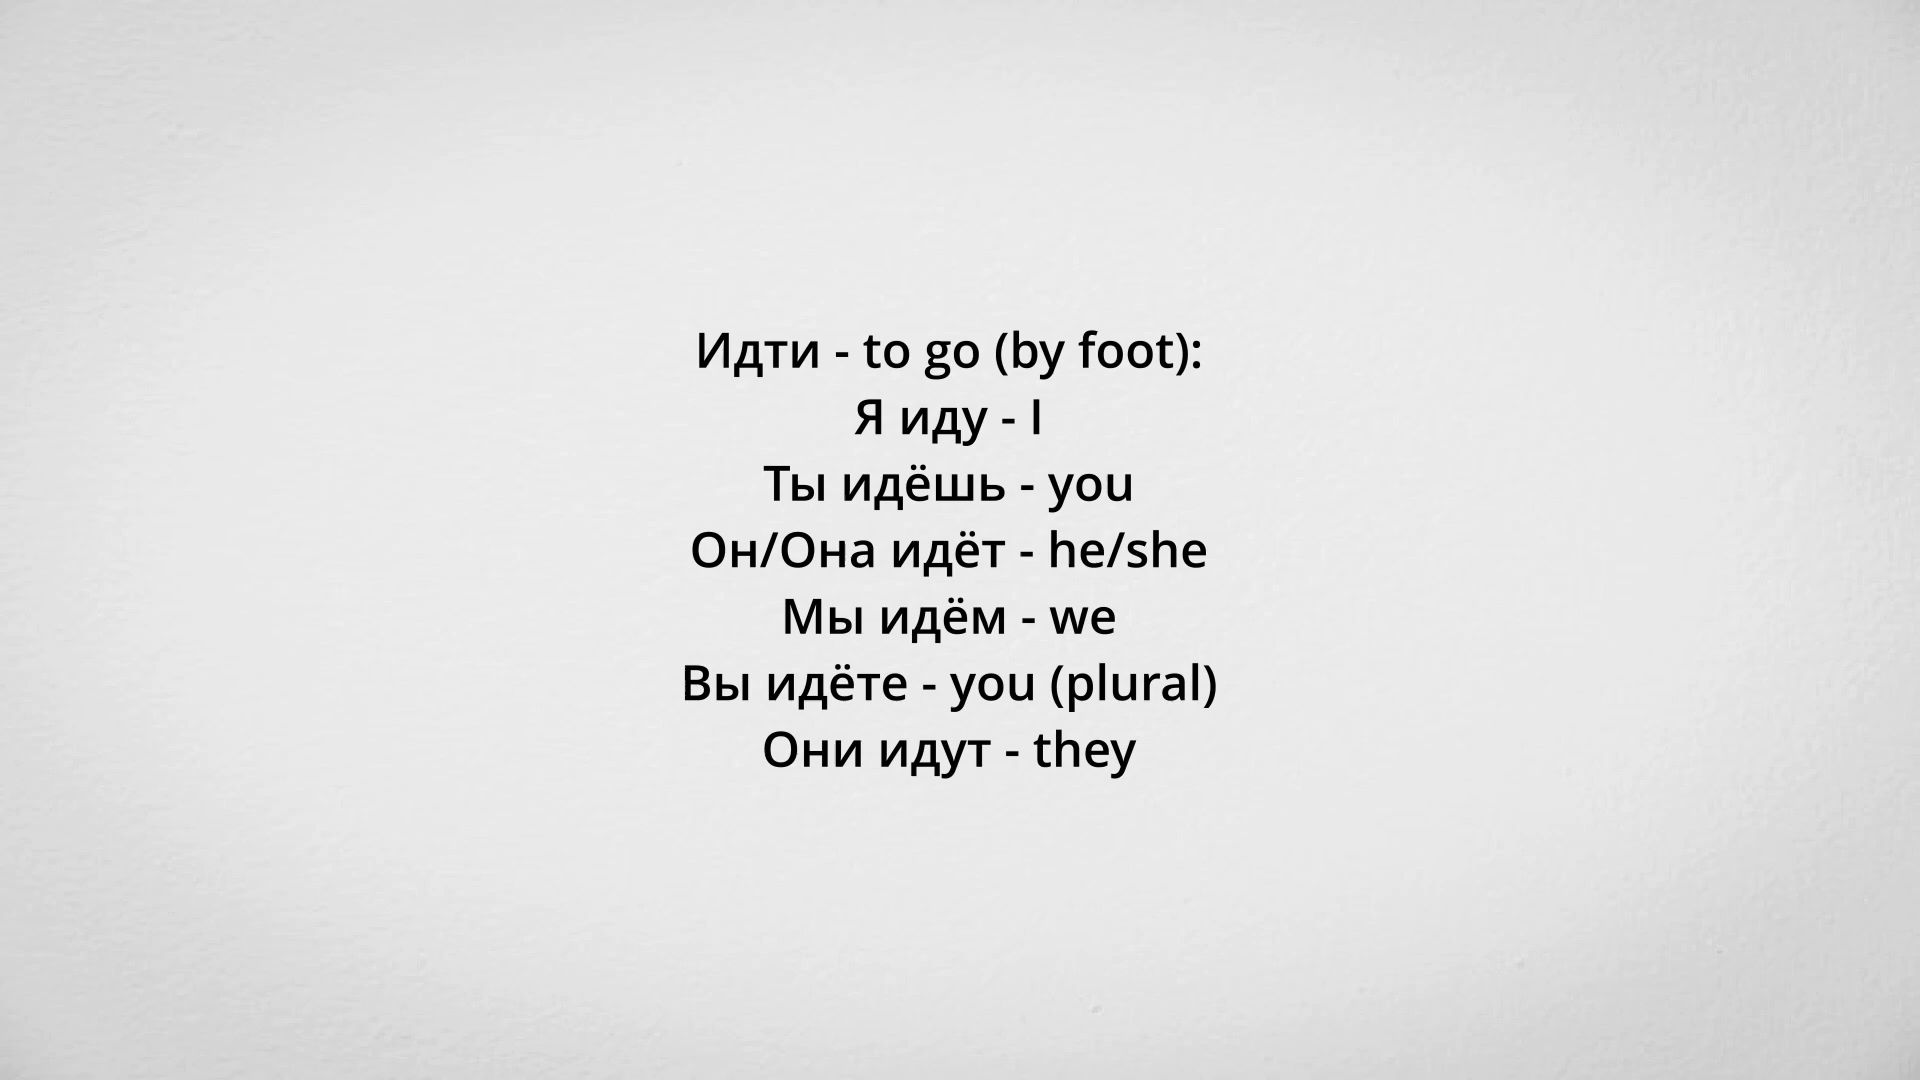 Идти - to go (by foot):
Я иду - I
Ты идёшь - you
Он/Она идёт - he/she
Мы идём - we
Вы идёте - you (plural)
Они идут - they